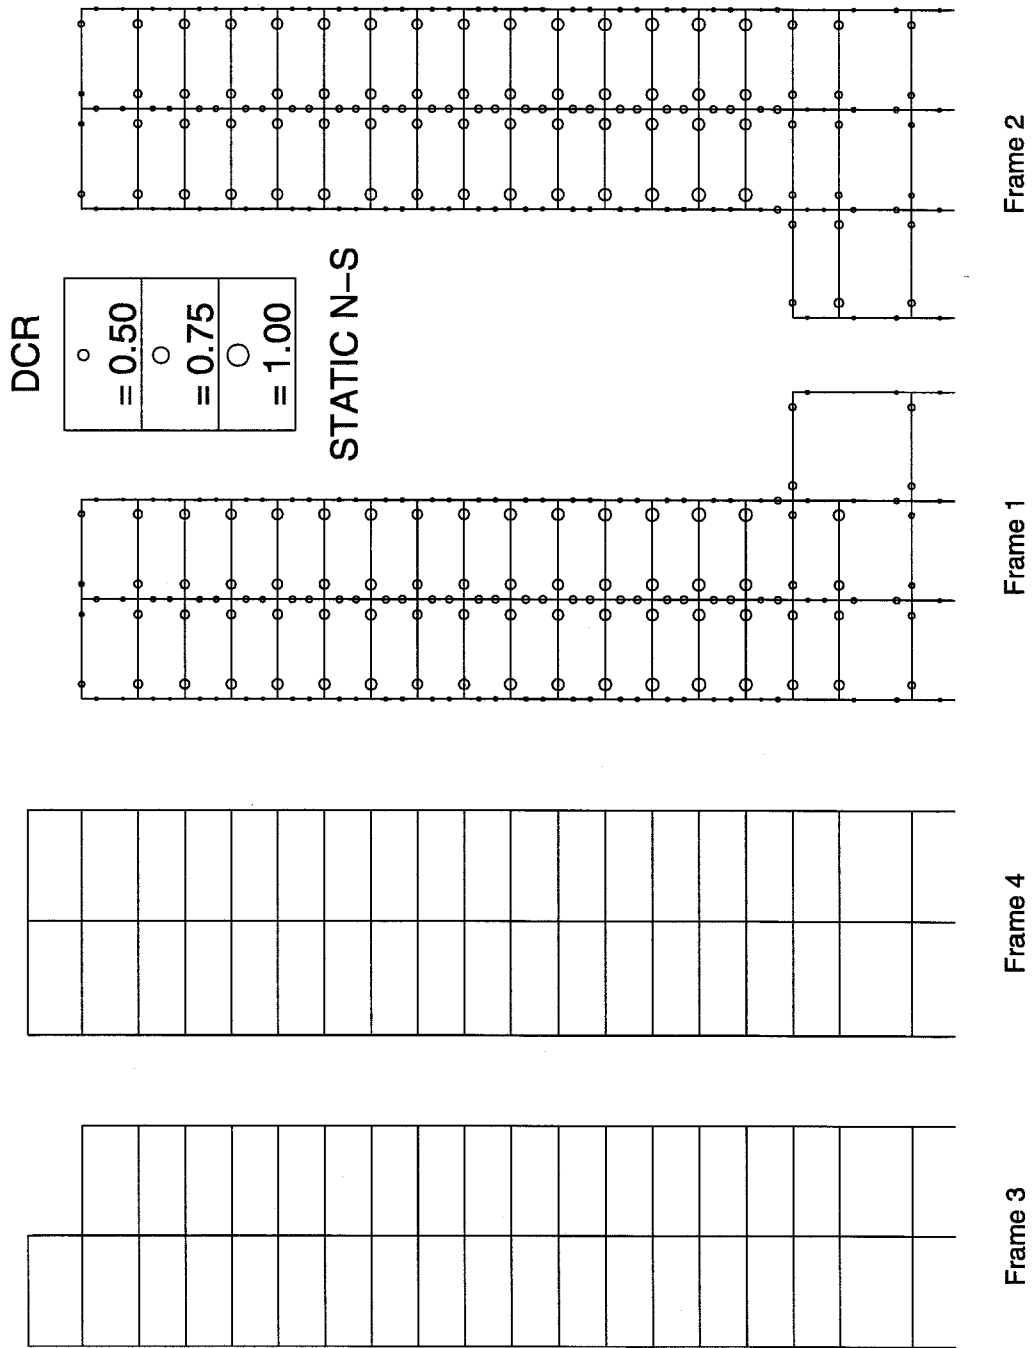 DCR
= 0.50
= 0.75
= 1.00
STATIC N–S
Frame 3
Frame 4
Frame 1
Frame 2